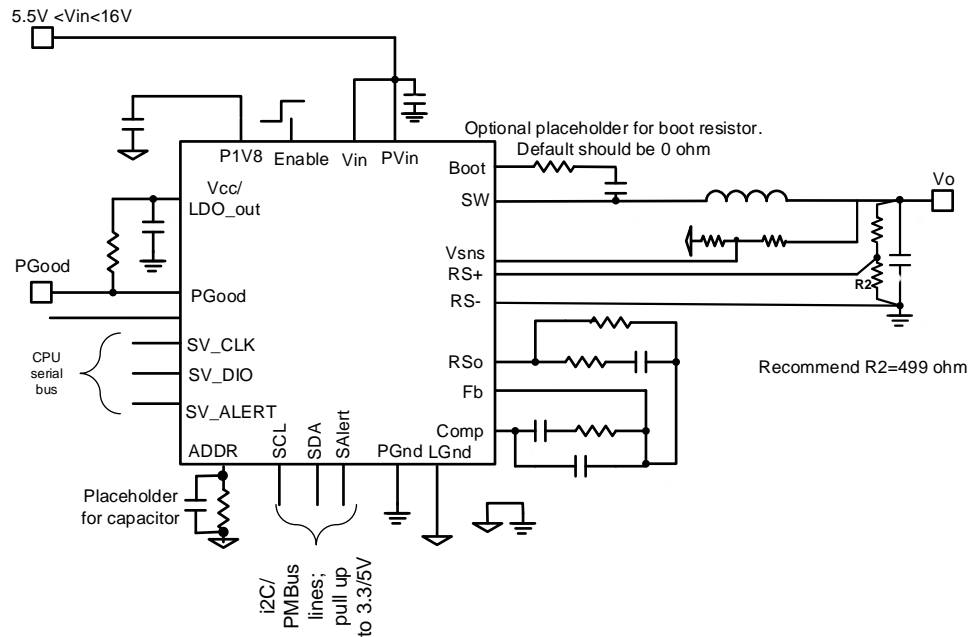 5.5V <Vin<16V
P1V8
Enable
Vin
PVin
Optional placeholder for boot resistor.
Default should be 0 ohm
Boot
SW
Vo
Vcc/
LDO_out
Vsns
RS+
RS-
R2
PGood
PGood
CPU
serial
bus
SV_CLK
SV_DIO
SV_ALERT
RSo
Fb
Comp
Recommend R2=499 ohm
ADDR
SCL
SDA
SAlert
PGnd
LGnd
Placeholder
for capacitor
i2C/
PMBus
lines;
pull up
to 3.3/5V